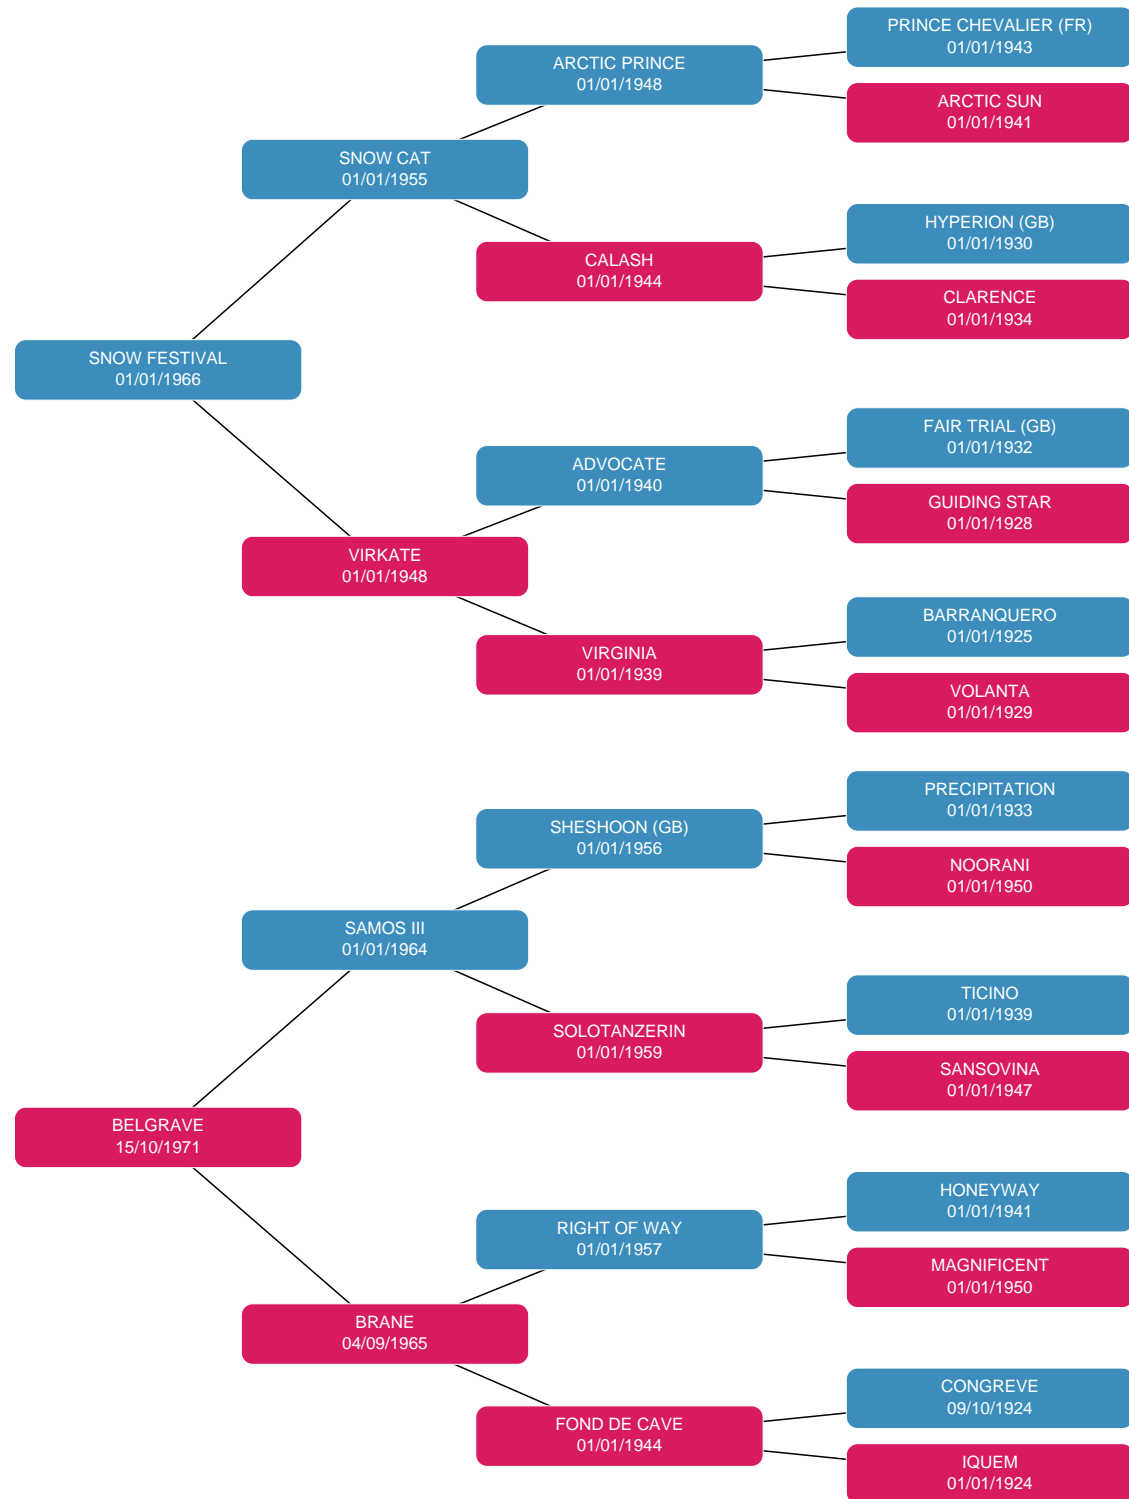 PRINCE CHEVALIER (FR)
01/01/1943
ARCTIC PRINCE
01/01/1948
ARCTIC SUN
01/01/1941
SNOW CAT
01/01/1955
HYPERION (GB)
01/01/1930
CALASH
01/01/1944
CLARENCE
01/01/1934
SNOW FESTIVAL
01/01/1966
FAIR TRIAL (GB)
01/01/1932
ADVOCATE
01/01/1940
GUIDING STAR
01/01/1928
VIRKATE
01/01/1948
BARRANQUERO
01/01/1925
VIRGINIA
01/01/1939
VOLANTA
01/01/1929
PRECIPITATION
01/01/1933
SHESHOON (GB)
01/01/1956
NOORANI
01/01/1950
SAMOS III
01/01/1964
TICINO
01/01/1939
SOLOTANZERIN
01/01/1959
SANSOVINA
01/01/1947
BELGRAVE
15/10/1971
HONEYWAY
01/01/1941
RIGHT OF WAY
01/01/1957
MAGNIFICENT
01/01/1950
BRANE
04/09/1965
CONGREVE
09/10/1924
FOND DE CAVE
01/01/1944
IQUEM
01/01/1924